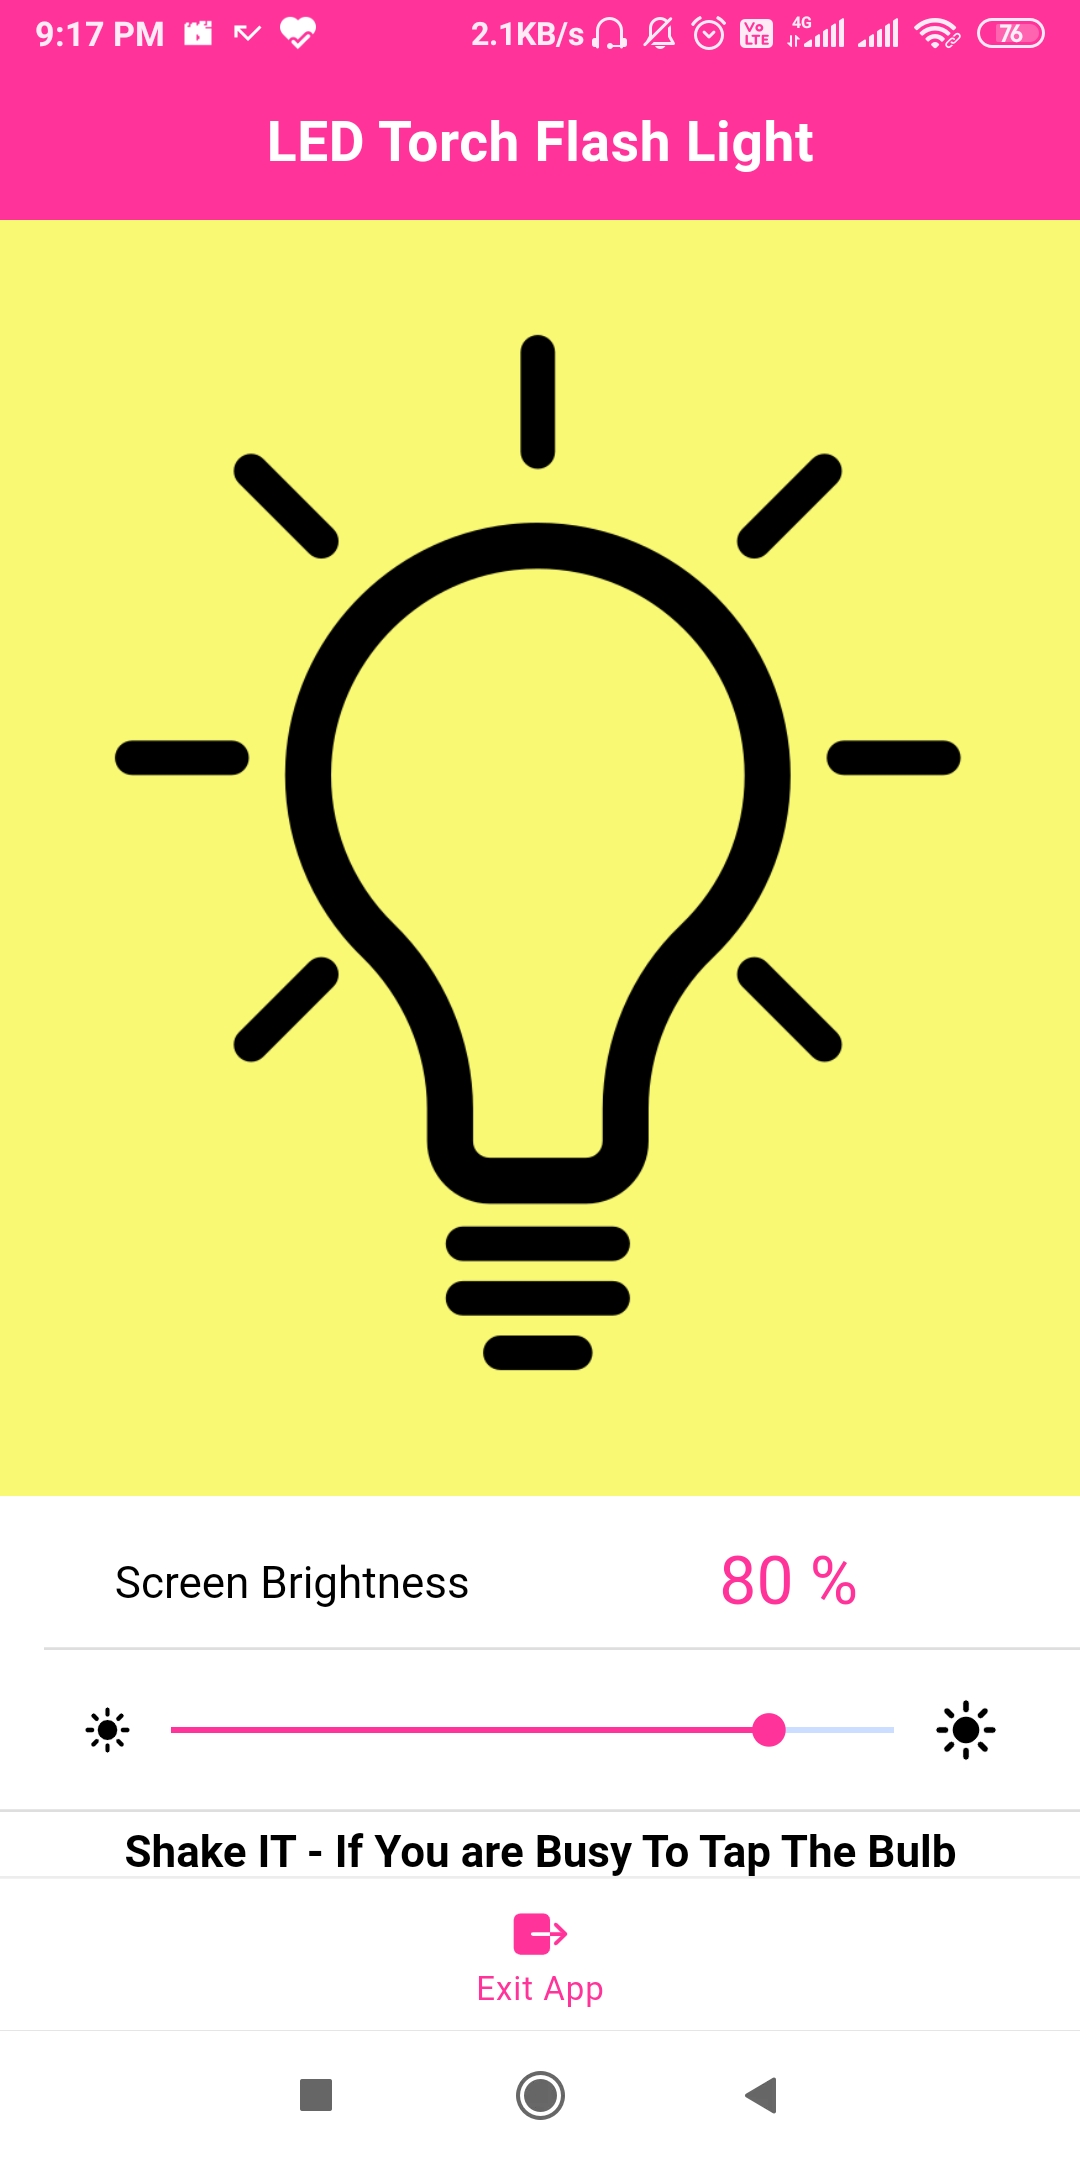 9:17 PM 2.1KB/s Vo LTE 4G 76
LED Torch Flash Light
Screen Brightness 80 %
Shake IT - If You are Busy To Tap The Bulb
Exit App